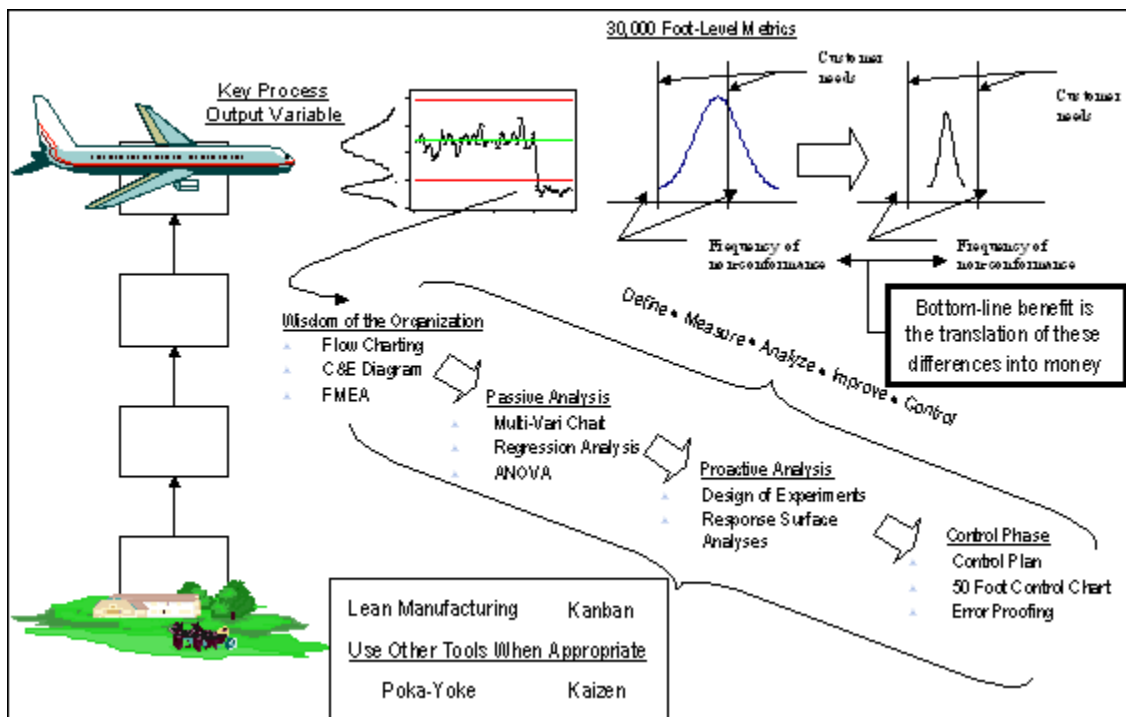 30,000 Foot-Level Metrics
Key Process
Output Variable
Customer
needs
Customer
needs
Frequency of
non-conformance
Frequency of
non-conformance
Bottom-line benefit is
the translation of these
differences into money
Define • Measure • Analyze • Improve • Control
Wisdom of the Organization
Flow Charting
C&E Diagram
FMEA
Passive Analysis
Multi-Vari Chart
Regression Analysis
ANOVA
Proactive Analysis
Design of Experiments
Response Surface
Analyses
Control Phase
Control Plan
50 Foot Control Chart
Error Proofing
Lean Manufacturing Kanban
Use Other Tools When Appropriate
Poka-Yoke Kaizen